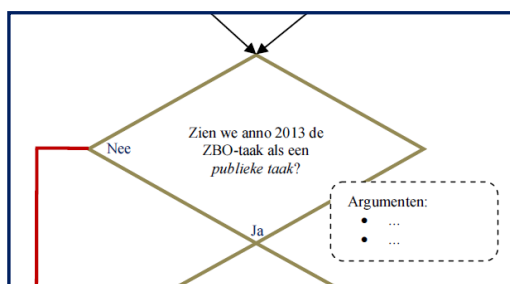 Zien we anno 2013 de
Nee
ZBO-taak als een
publieke taak?
Argumenten:
• ...
• ...
Ja